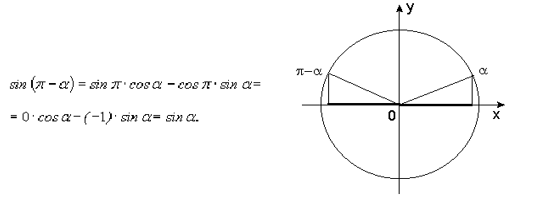 sin (π – α) = sin π · cos α – cos π · sin α =
= 0 · cos α – (–1) · sin α = sin α.
y
π–α
α
0
x